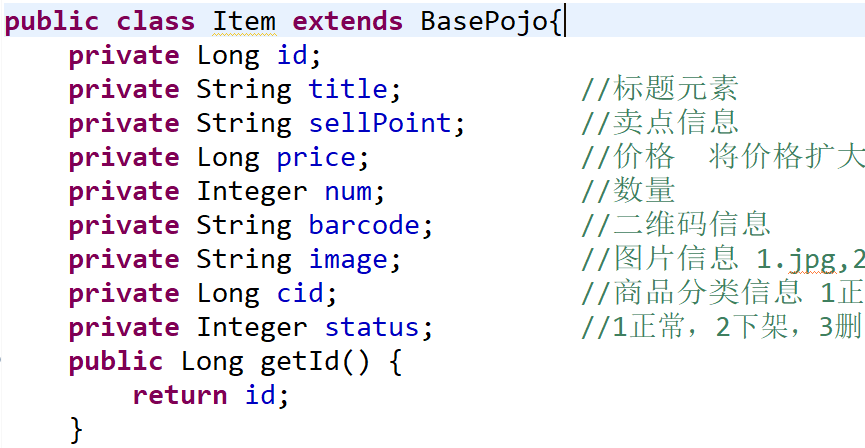 public class Item extends BasePojo{
private Long id;
private String title; //标题元素
private String sellPoint; //卖点信息
private Long price; //价格 将价格扩大
private Integer num; //数量
private String barcode; //二维码信息
private String image; //图片信息 1.jpg,2
private Long cid; //商品分类信息 1正
private Integer status; //1正常，2下架，3删
public Long getId() {
return id;
}